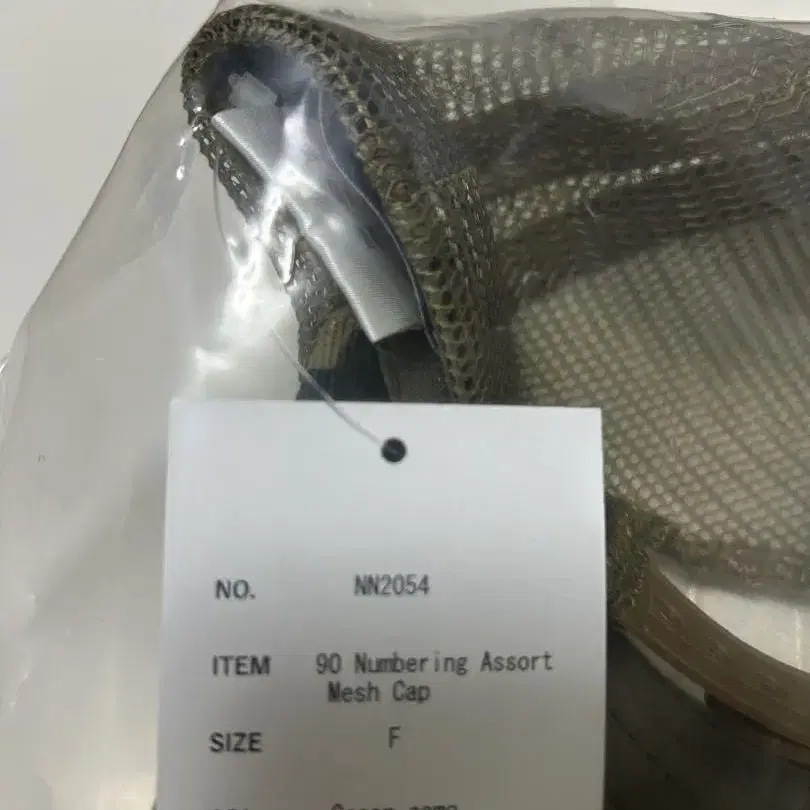 NO. NN2054
ITEM 90 Numbering Assort
Mesh Cap
SIZE F